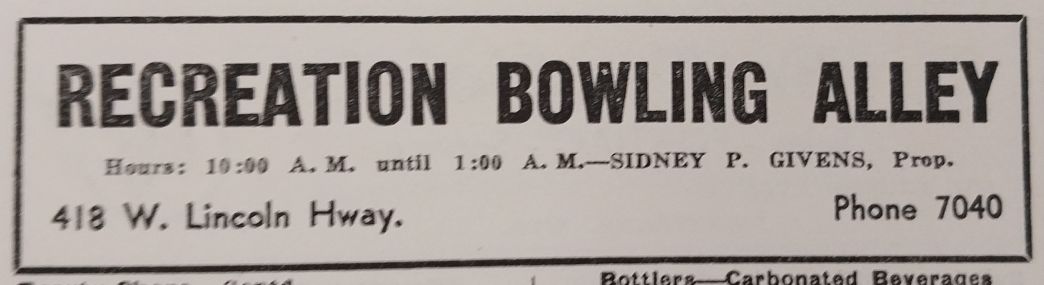 RECREATION BOWLING ALLEY
Hours: 10:00 A. M. until 1:00 A. M.—SIDNEY P. GIVENS, Prop.
418 W. Lincoln Hway.
Phone 7040
Bottlers—Carbonated Beverages